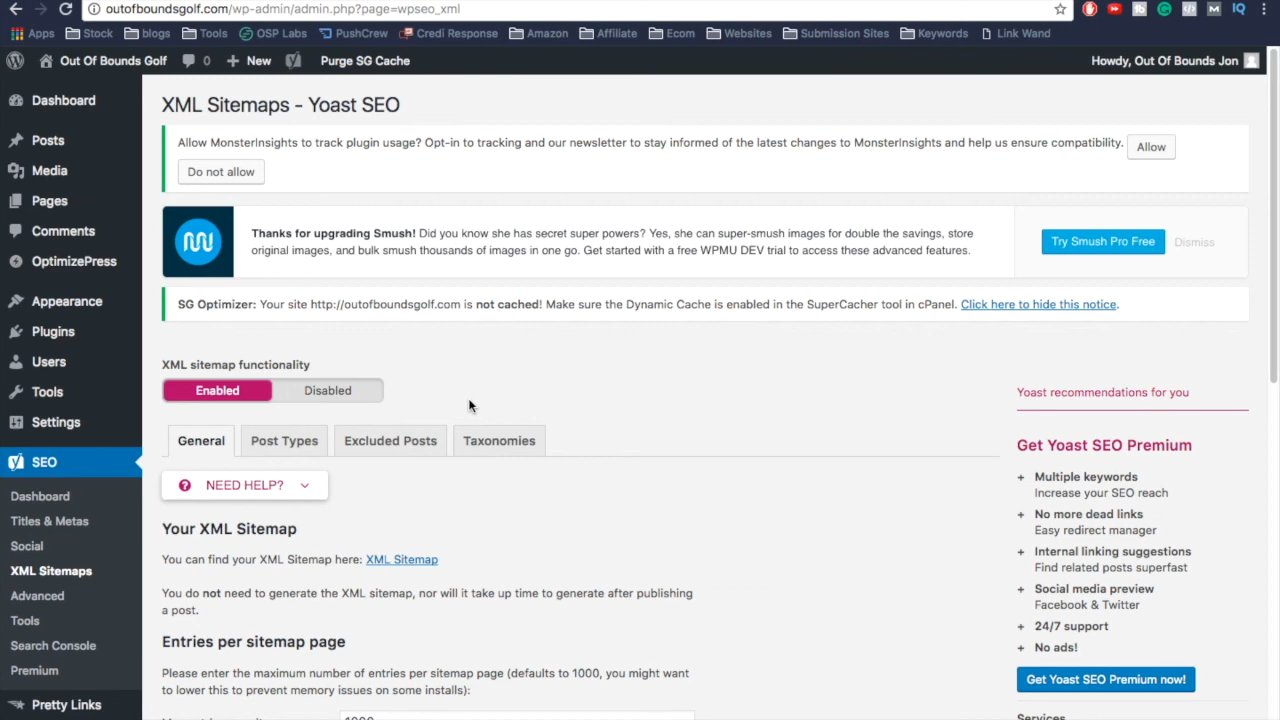 outofboundsgolf.com/wp-admin/admin.php?page=wpseo_xml
Apps Stock blogs Tools OSP Labs PushCrew Credi Response Amazon Affiliate Ecom Websites Submission Sites Keywords Link Wand
Out Of Bounds Golf 0 New Purge SG Cache Howdy, Out Of Bounds Jon
Dashboard
Posts
Media
Pages
Comments
OptimizePress
Appearance
Plugins
Users
Tools
Settings
SEO
Dashboard
Titles & Metas
Social
XML Sitemaps
Advanced
Tools
Search Console
Premium
Pretty Links
XML Sitemaps - Yoast SEO
Allow MonsterInsights to track plugin usage? Opt-in to tracking and our newsletter to stay informed of the latest changes to MonsterInsights and help us ensure compatibility. Allow
Do not allow
Thanks for upgrading Smush! Did you know she has secret super powers? Yes, she can super-smush images for double the savings, store
original images, and bulk smush thousands of images in one go. Get started with a free WPMU DEV trial to access these advanced features.
Try Smush Pro Free Dismiss
SG Optimizer: Your site http://outofboundsgolf.com is not cached! Make sure the Dynamic Cache is enabled in the SuperCacher tool in cPanel. Click here to hide this notice.
XML sitemap functionality
Enabled Disabled
General Post Types Excluded Posts Taxonomies
NEED HELP?
Your XML Sitemap
You can find your XML Sitemap here: XML Sitemap
You do not need to generate the XML sitemap, nor will it take up time to generate after publishing
a post.
Entries per sitemap page
Please enter the maximum number of entries per sitemap page (defaults to 1000, you might want
to lower this to prevent memory issues on some installs):
1000
Yoast recommendations for you
Get Yoast SEO Premium
+ Multiple keywords
Increase your SEO reach
+ No more dead links
Easy redirect manager
+ Internal linking suggestions
Find related posts superfast
+ Social media preview
Facebook & Twitter
+ 24/7 support
+ No ads!
Get Yoast SEO Premium now!
Services